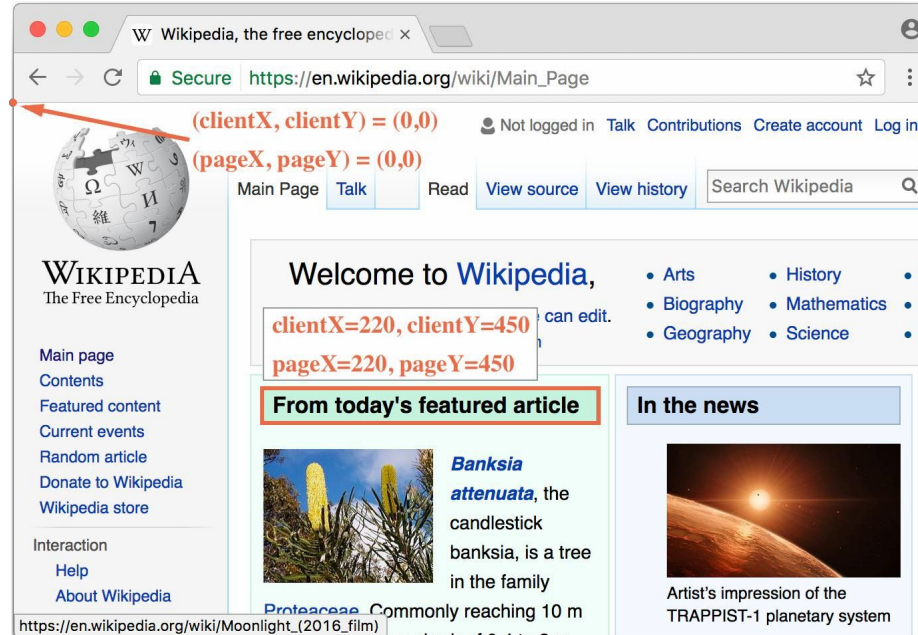 W Wikipedia, the free encycloped ×
Secure https://en.wikipedia.org/wiki/Main_Page
(clientX, clientY) = (0,0)
(pageX, pageY) = (0,0)
Not logged in Talk Contributions Create account Log in
Main Page Talk Read View source View history Search Wikipedia
Ω W И 維 7
WIKIPEDIA
The Free Encyclopedia
Main page
Contents
Featured content
Current events
Random article
Donate to Wikipedia
Wikipedia store
Interaction
Help
About Wikipedia
https://en.wikipedia.org/wiki/Moonlight_(2016_film)
Welcome to Wikipedia,
can edit.
• Arts
• Biography
• Geography
• History
• Mathematics
• Science
clientX=220, clientY=450
pageX=220, pageY=450
From today's featured article
Banksia
attenuata, the
candlestick
banksia, is a tree
in the family
Proteaceae. Commonly reaching 10 m
In the news
Artist's impression of the
TRAPPIST-1 planetary system